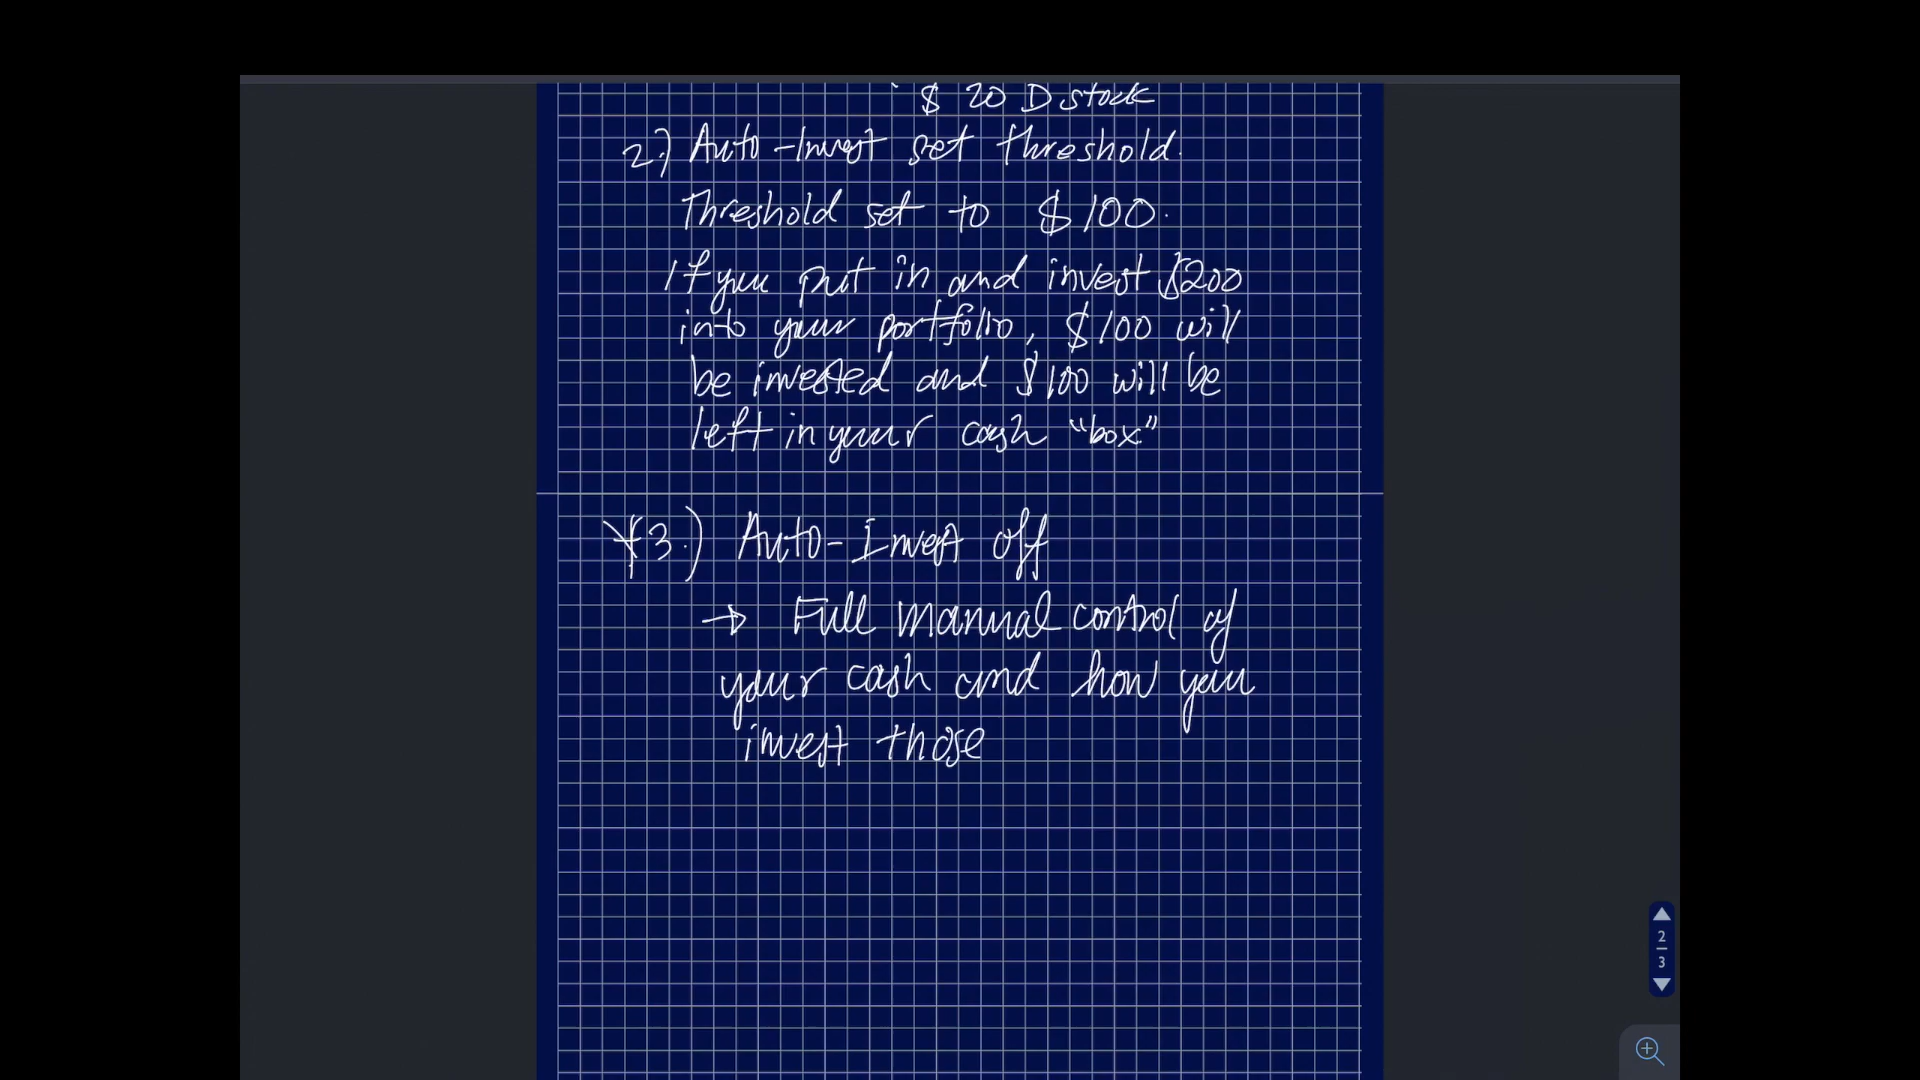 $ 20 D stock
2.) Auto-Invest set threshold.
Threshold set to $100.
If you put in and invest $200
into your portfolio, $100 will
be invested and $100 will be
left in your cash "box"
*3.) Auto-Invest off
→ Full manual control of
your cash and how you
invest those
2
3